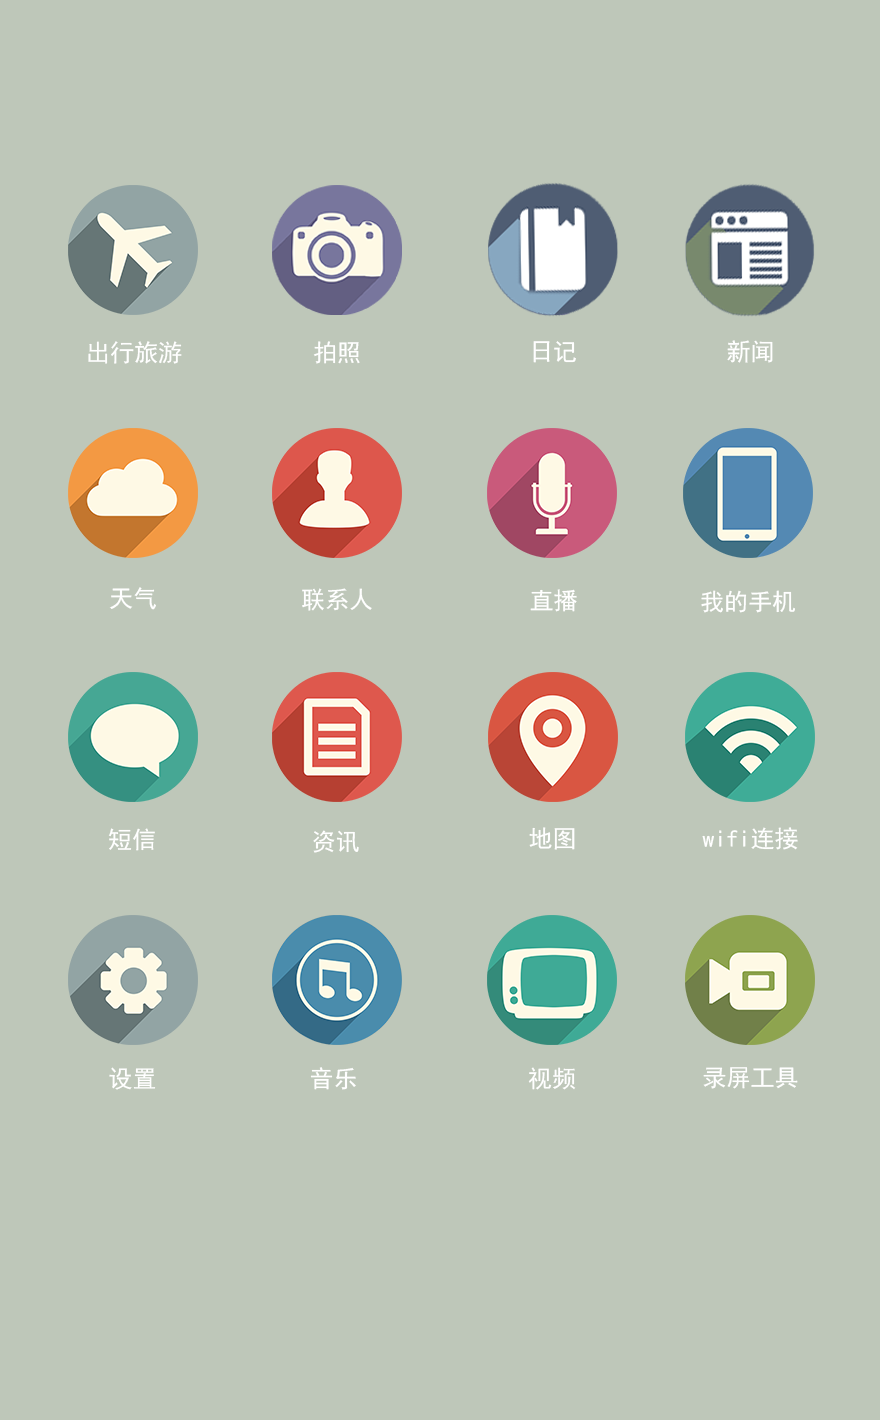 出行旅游
拍照
日记
新闻
天气
联系人
直播
我的手机
短信
资讯
地图
wifi连接
设置
音乐
视频
录屏工具